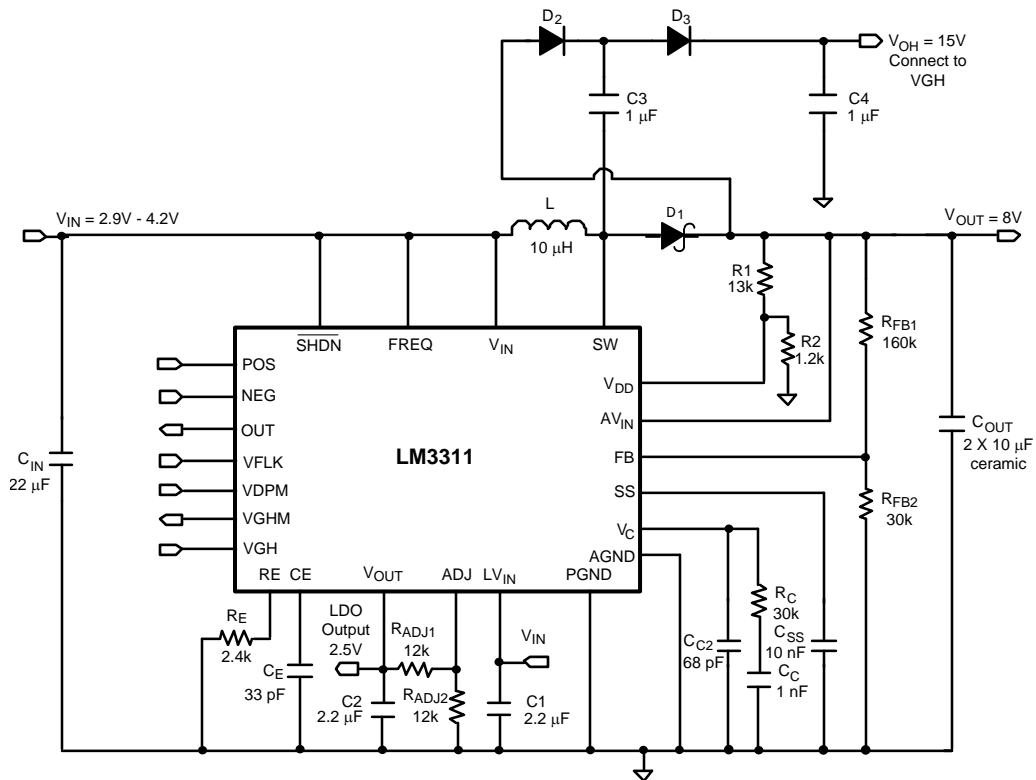 D2
D3
VOH = 15V
Connect to
VGH
C3
1 µF
C4
1 µF
VIN = 2.9V - 4.2V
L
10 µH
D1
VOUT = 8V
R1
13k
R2
1.2k
RFB1
160k
SHDN
FREQ
VIN
SW
POS
NEG
OUT
VFLK
VDPM
VGHM
VGH
LM3311
VDD
AVIN
FB
SS
VC
AGND
CIN
22 µF
COUT
2 X 10 µF
ceramic
RFB2
30k
RE
CE
VOUT
ADJ
LVIN
PGND
RE
2.4k
LDO
Output
2.5V
RADJ1
12k
VIN
CE
33 pF
C2
2.2 µF
RADJ2
12k
C1
2.2 µF
CC2
68 pF
RC
30k
CSS
10 nF
CC
1 nF